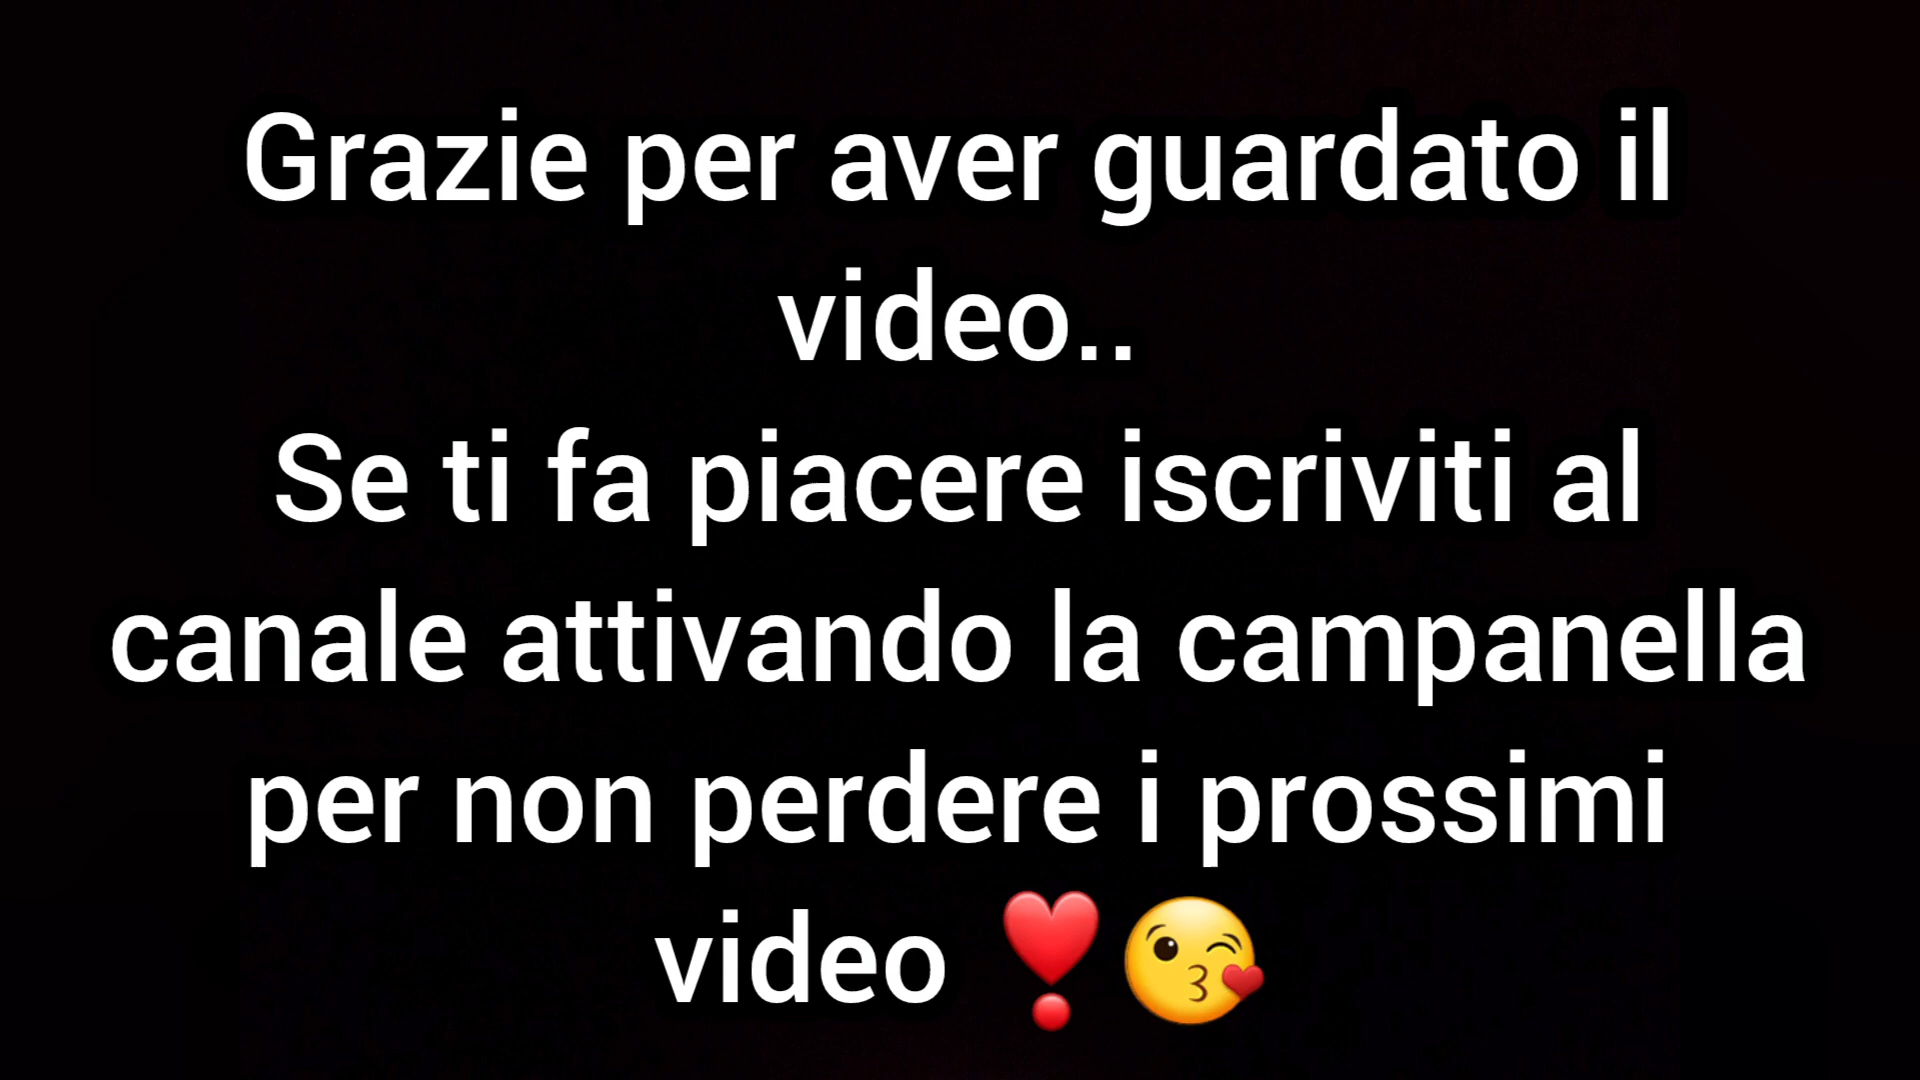 Grazie per aver guardato il
video..
Se ti fa piacere iscriviti al
canale attivando la campanella
per non perdere i prossimi
video ❣️😘